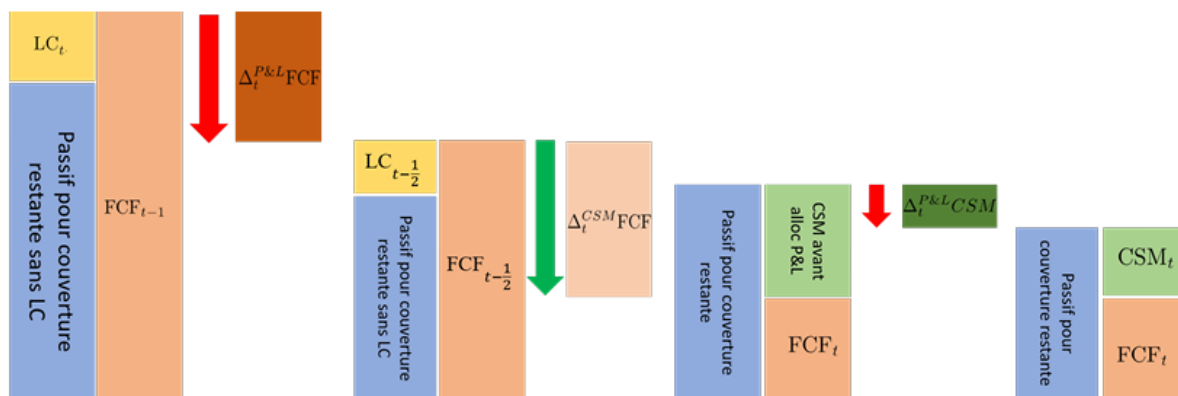 LC_t
Passif pour couverture
restante sans LC
FCF_{t−1}
Δ_t^{P&L}FCF
LC_{t−1/2}
Passif pour couverture
restante sans LC
FCF_{t−1/2}
Δ_t^{CSM}FCF
Passif pour couverture
restante
CSM avant
alloc P&L
FCF_t
Δ_t^{P&L}CSM
Passif pour
couverture restante
CSM_t
FCF_t